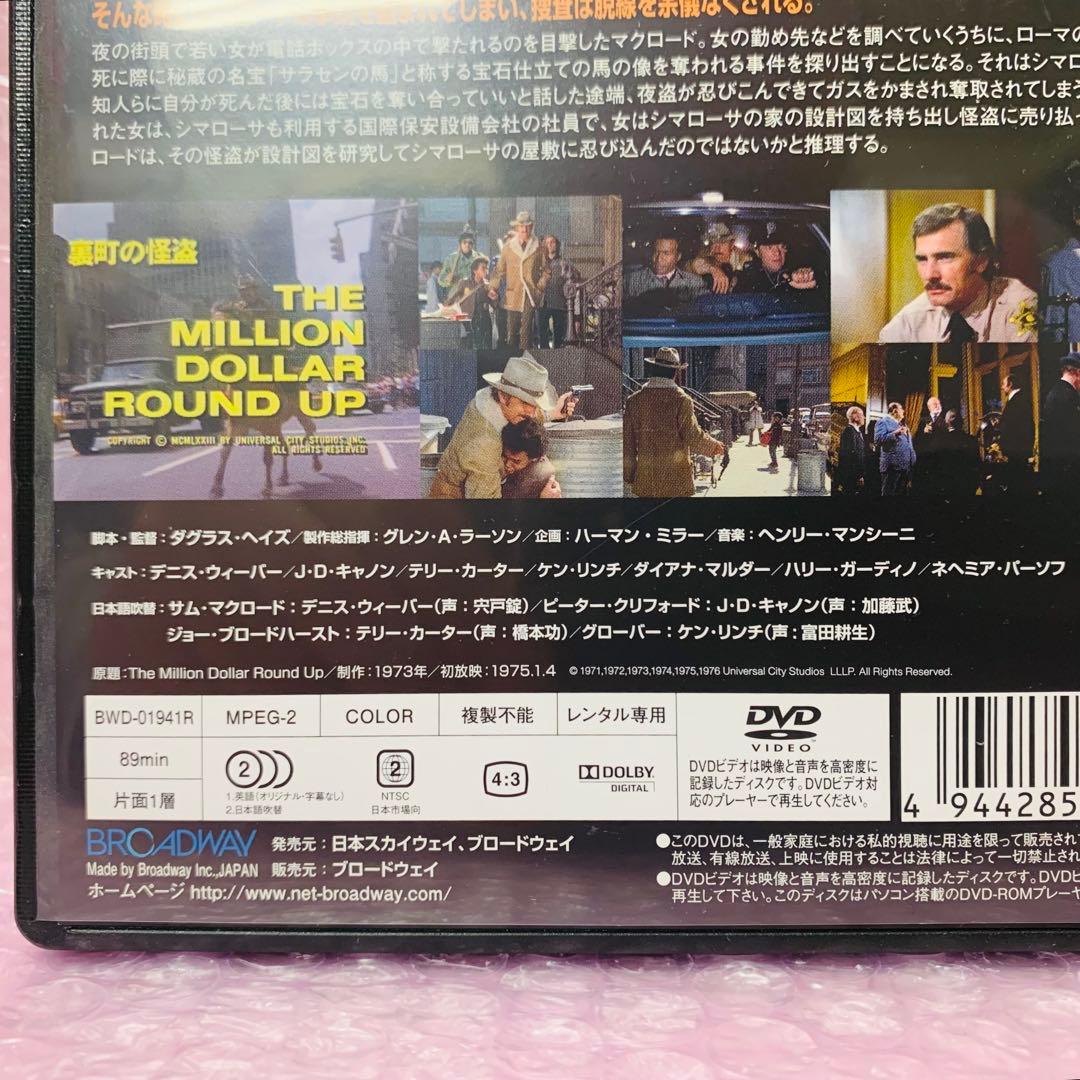 そんな
てしまい、捜査は脱線を余儀なくされる。
夜の街頭で若い女が電話ボックスの中で撃たれるのを目撃したマクロード。女の勤め先などを調べていくうちに、ローマの
死に際に秘蔵の名宝「サラセンの馬」と称する宝石仕立ての馬の像を奪われる事件を探り出すことになる。それはシマロ
知人らに自分が死んだ後には宝石を奪い合っていいと話した途端、夜盗が忍びこんできてガスをかまされ奪取されてしまう
れた女は、シマローサも利用する国際保安設備会社の社員で、女はシマローサの家の設計図を持ち出し怪盗に売り払っ
ロードは、その怪盗が設計図を研究してシマローサの屋敷に忍び込んだのではないかと推理する。
裏町の怪盗
THE
MILLION
DOLLAR
ROUND UP
COPYRIGHT © MCMLXXIII BY UNIVERSAL CITY STUDIOS, INC.
ALL RIGHTS RESERVED
脚本・監督：ダグラス・ヘイズ／製作総指揮：グレン・A・ラーソン／企画：ハーマン・ミラー／音楽：ヘンリー・マンシーニ
キャスト：デニス・ウィーバー／J・D・キャノン／テリー・カーター／ケン・リンチ／ダイアナ・マルダー／ハリー・ガーディノ／ネヘミア・パーソフ
日本語吹替：サム・マクロード：デニス・ウィーバー（声：宍戸錠）／ピーター・クリフォード：J・D・キャノン（声：加藤武）
ジョー・ブロードハースト：テリー・カーター（声：橋本功）／グローバー：ケン・リンチ（声：富田耕生）
原題：The Million Dollar Round Up／制作：1973年／初放映：1975.1.4 ©1971,1972,1973,1974,1975,1976 Universal City Studios LLLP. All Rights Reserved.
BWD-01941R MPEG-2 COLOR 複製不能 レンタル専用
89min
片面1層
2
1.英語（オリジナル・字幕なし）
2.日本語吹替
2
NTSC
日本市場向
4:3
DOLBY
DIGITAL
DVD
VIDEO
DVDビデオは映像と音声を高密度に
記録したディスクです。DVDビデオ対
応のプレーヤーで再生してください。
4 944285
BROADWAY
Made by Broadway Inc.,JAPAN
発売元：日本スカイウェイ、ブロードウェイ
販売元：ブロードウェイ
ホームページ http://www.net-broadway.com/
●このDVDは、一般家庭における私的視聴に用途を限って販売され
放送、有線放送、上映に使用することは法律によって一切禁止され
●DVDビデオは映像と音声を高密度に記録したディスクです。DVDビ
再生して下さい。このディスクはパソコン搭載のDVD-ROMプレーヤ